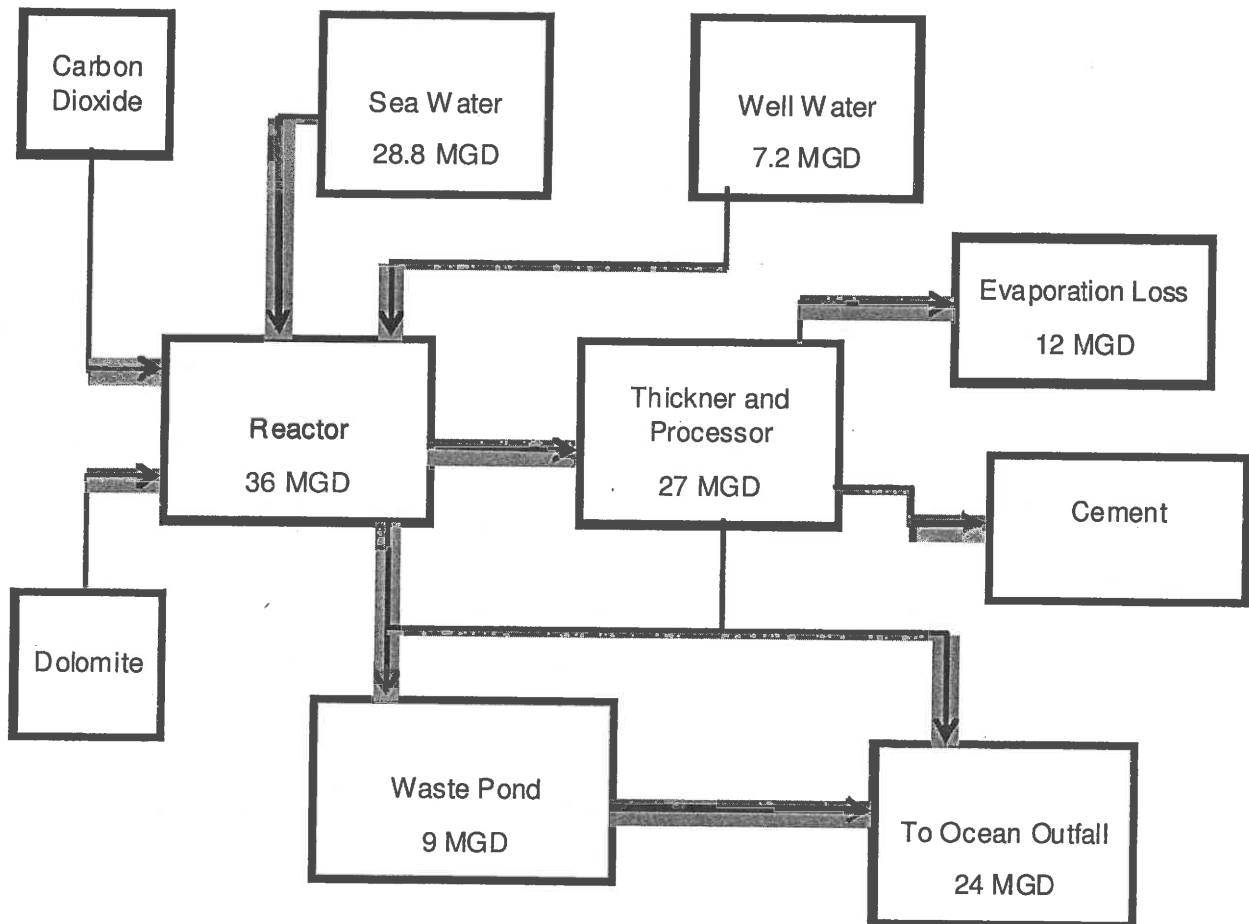 Carbon
Dioxide
Sea Water
28.8 MGD
Well Water
7.2 MGD
Evaporation Loss
12 MGD
Reactor
36 MGD
Thickner and
Processor
27 MGD
Cement
Dolomite
Waste Pond
9 MGD
To Ocean Outfall
24 MGD